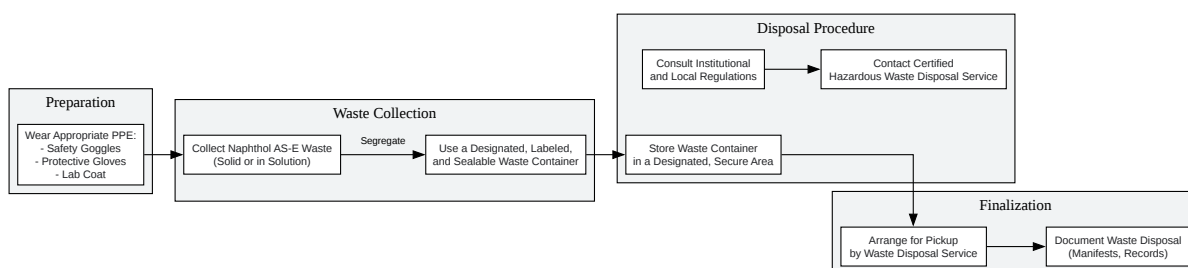 Preparation
Wear Appropriate PPE:
- Safety Goggles
- Protective Gloves
- Lab Coat
Waste Collection
Collect Naphthol AS-E Waste
(Solid or in Solution)
Segregate
Use a Designated, Labeled,
and Sealable Waste Container
Disposal Procedure
Consult Institutional
and Local Regulations
Contact Certified
Hazardous Waste Disposal Service
Store Waste Container
in a Designated, Secure Area
Finalization
Arrange for Pickup
by Waste Disposal Service
Document Waste Disposal
(Manifests, Records)